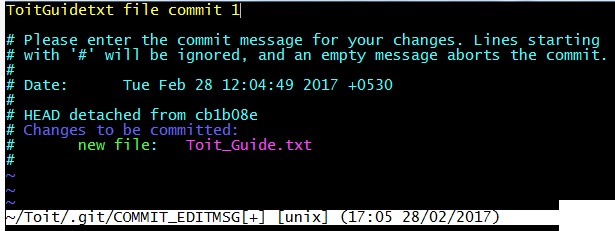 ToitGuidetxt file commit 1
# Please enter the commit message for your changes. Lines starting
# with '#' will be ignored, and an empty message aborts the commit.
#
# Date:      Tue Feb 28 12:04:49 2017 +0530
#
# HEAD detached from cb1b08e
# Changes to be committed:
#       new file:   Toit_Guide.txt
#
~
~
~
~/Toit/.git/COMMIT_EDITMSG[+] [unix] (17:05 28/02/2017)